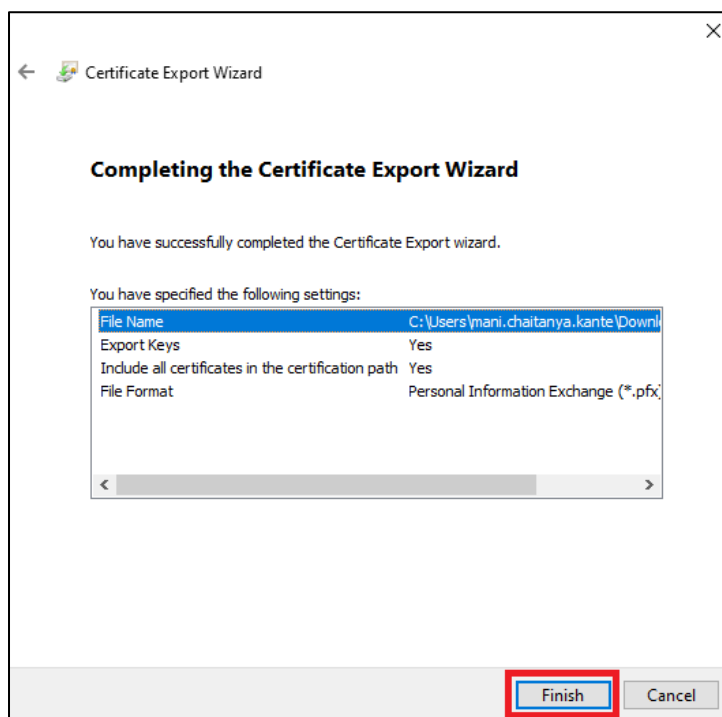 Certificate Export Wizard
Completing the Certificate Export Wizard
You have successfully completed the Certificate Export wizard.
You have specified the following settings:
File Name C:\Users\mani.chaitanya.kante\Downl
Export Keys Yes
Include all certificates in the certification path Yes
File Format Personal Information Exchange (*.pfx)
Finish Cancel